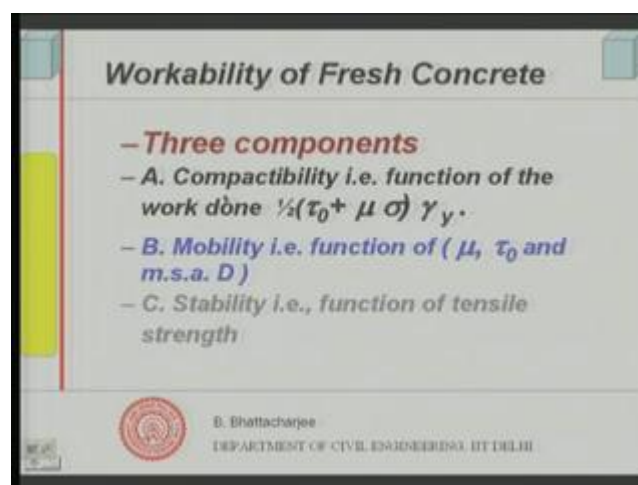 Workability of Fresh Concrete
–Three components
– A. Compactibility i.e. function of the
work done ½(τ₀+ μ σ) γ y .
– B. Mobility i.e. function of ( μ, τ₀ and
m.s.a. D )
– C. Stability i.e., function of tensile
strength
B. Bhattacharjee
DEPARTMENT OF CIVIL ENGINEERING, IIT DELHI